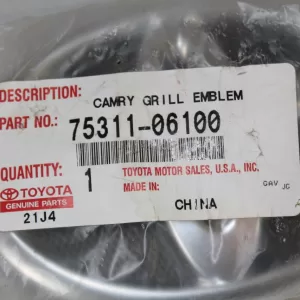 DESCRIPTION:
CAMRY GRILL EMBLEM
PART NO.: 75311-06100
QUANTITY: 1
TOYOTA MOTOR SALES, U.S.A., INC.
MADE IN:
TOYOTA
GENUINE PARTS
21J4
CHINA